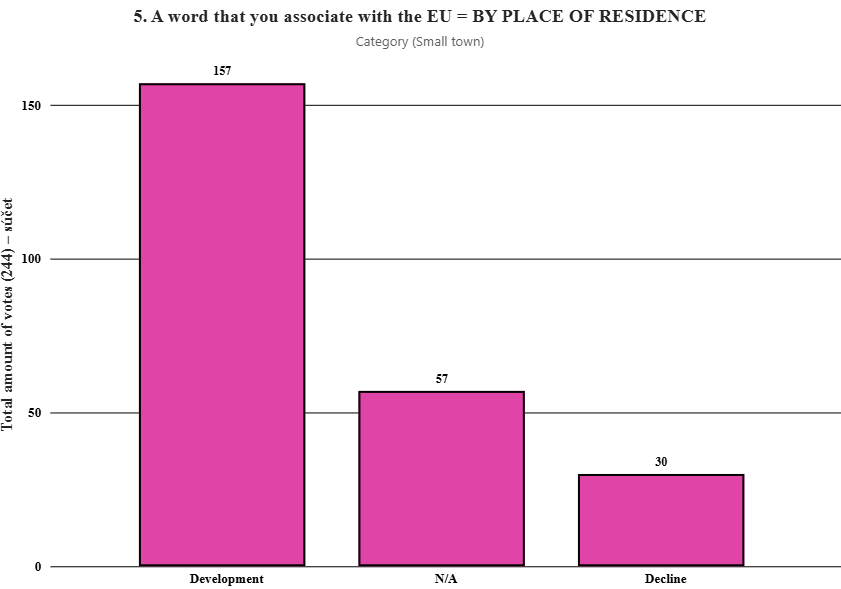 5. A word that you associate with the EU = BY PLACE OF RESIDENCE
Category (Small town)
Total amount of votes (244) – súčet
150
100
50
0
157
57
30
Development
N/A
Decline